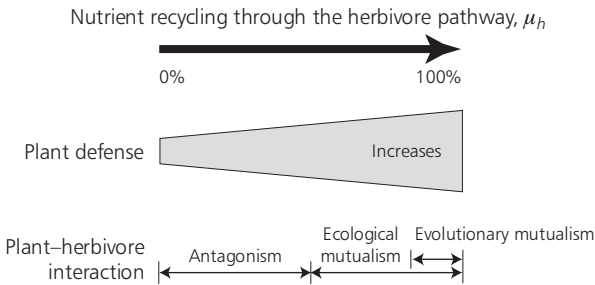 Nutrient recycling through the herbivore pathway, μh
0% 100%
Plant defense Increases
Plant–herbivore interaction
Antagonism
Ecological mutualism
Evolutionary mutualism